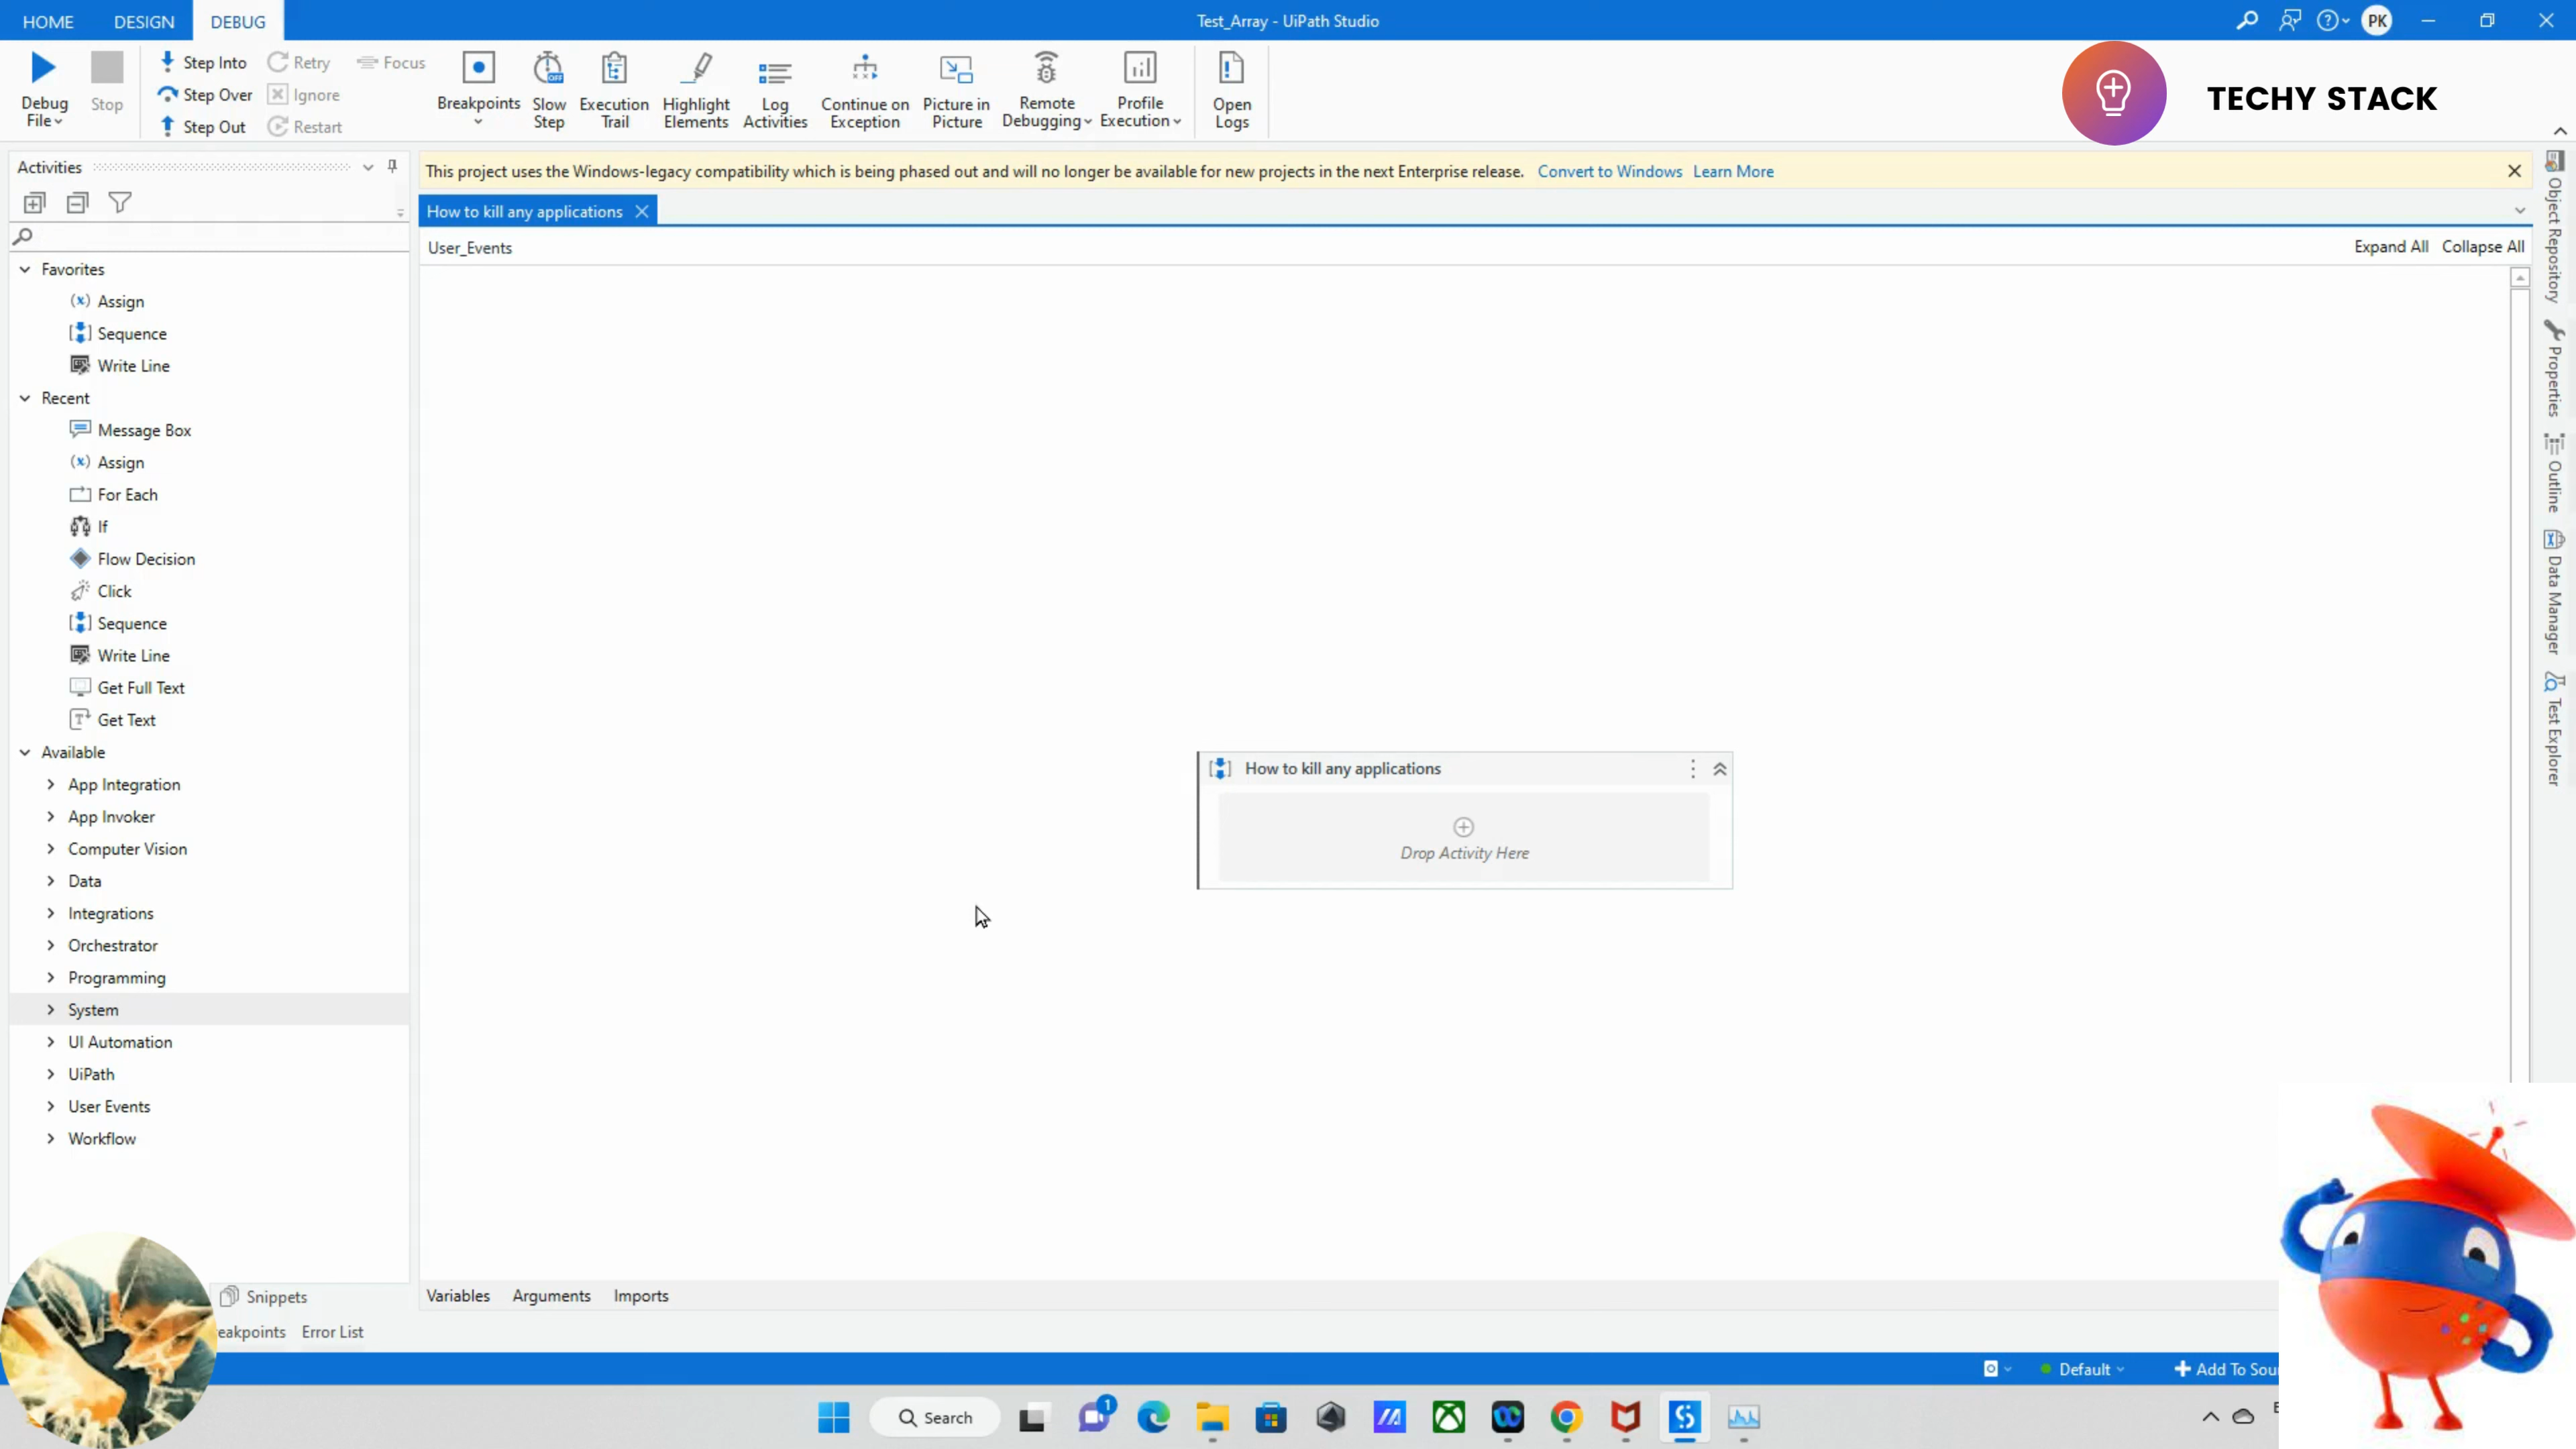 HOME DESIGN DEBUG
Test_Array - UiPath Studio
PK
Debug File
Stop
Step Into
Step Over
Step Out
Retry
Ignore
Restart
Focus
Breakpoints
Slow Step
OFF
Execution Trail
Highlight Elements
Log Activities
Continue on Exception
Picture in Picture
Remote Debugging
Profile Execution
Open Logs
TECHY STACK
Activities
This project uses the Windows-legacy compatibility which is being phased out and will no longer be available for new projects in the next Enterprise release. Convert to Windows Learn More
How to kill any applications
User_Events
Expand All Collapse All
Favorites
Assign
Sequence
Write Line
Recent
Message Box
Assign
For Each
If
Flow Decision
Click
Sequence
Write Line
Get Full Text
Get Text
Available
App Integration
App Invoker
Computer Vision
Data
Integrations
Orchestrator
Programming
System
UI Automation
UiPath
User Events
Workflow
How to kill any applications
Drop Activity Here
Object Repository
Properties
Outline
Data Manager
Test Explorer
Snippets
Variables Arguments Imports
eakpoints Error List
Default
Add To Sou
Search
1